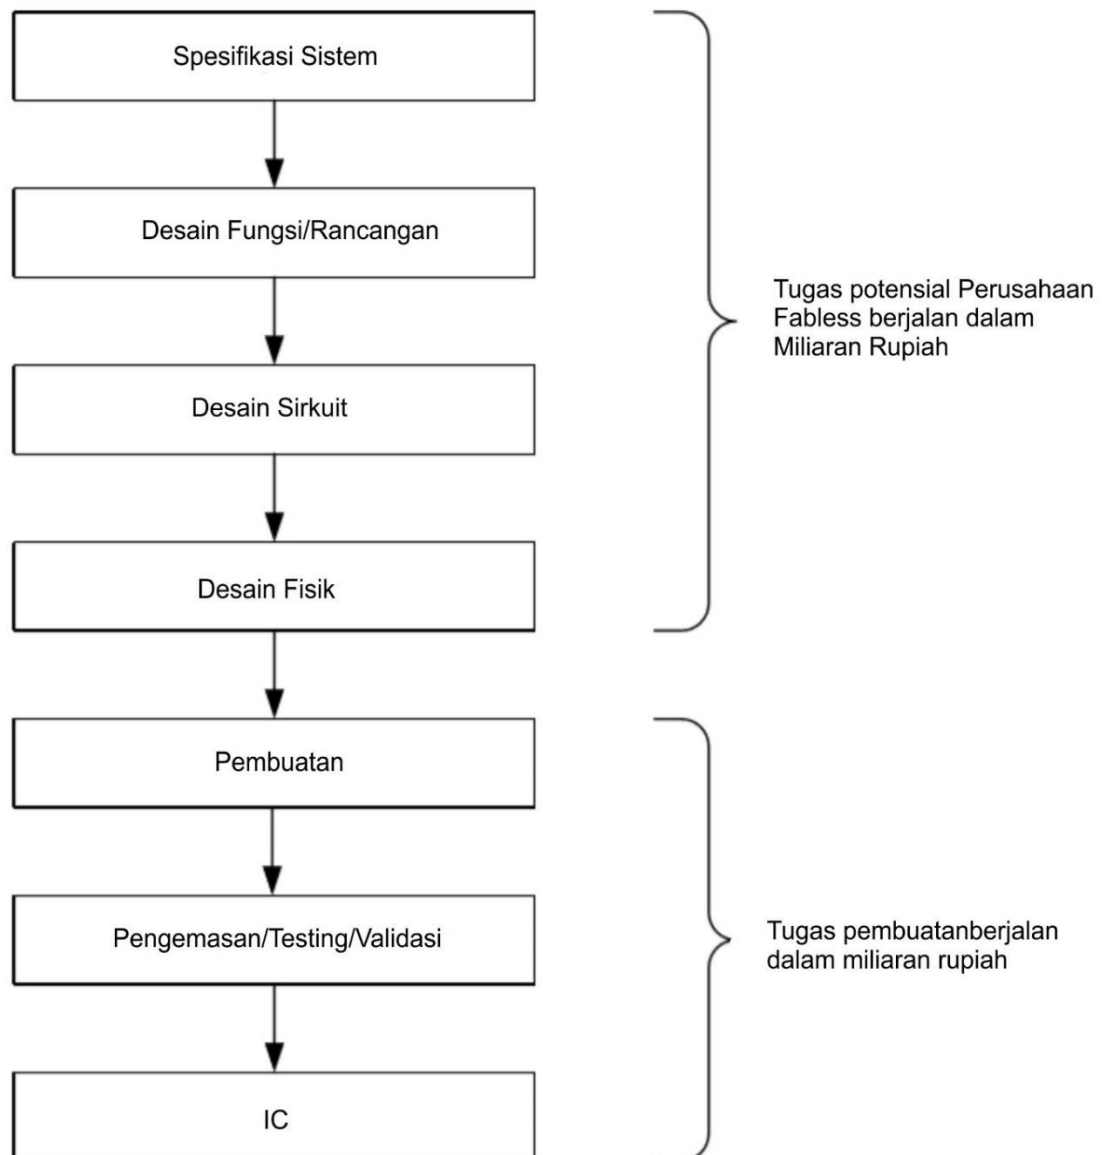 Spesifikasi Sistem
Desain Fungsi/Rancangan
Desain Sirkuit
Desain Fisik
Tugas potensial Perusahaan
Fabless berjalan dalam
Miliaran Rupiah
Pembuatan
Pengemasan/Testing/Validasi
IC
Tugas pembuatanberjalan
dalam miliaran rupiah